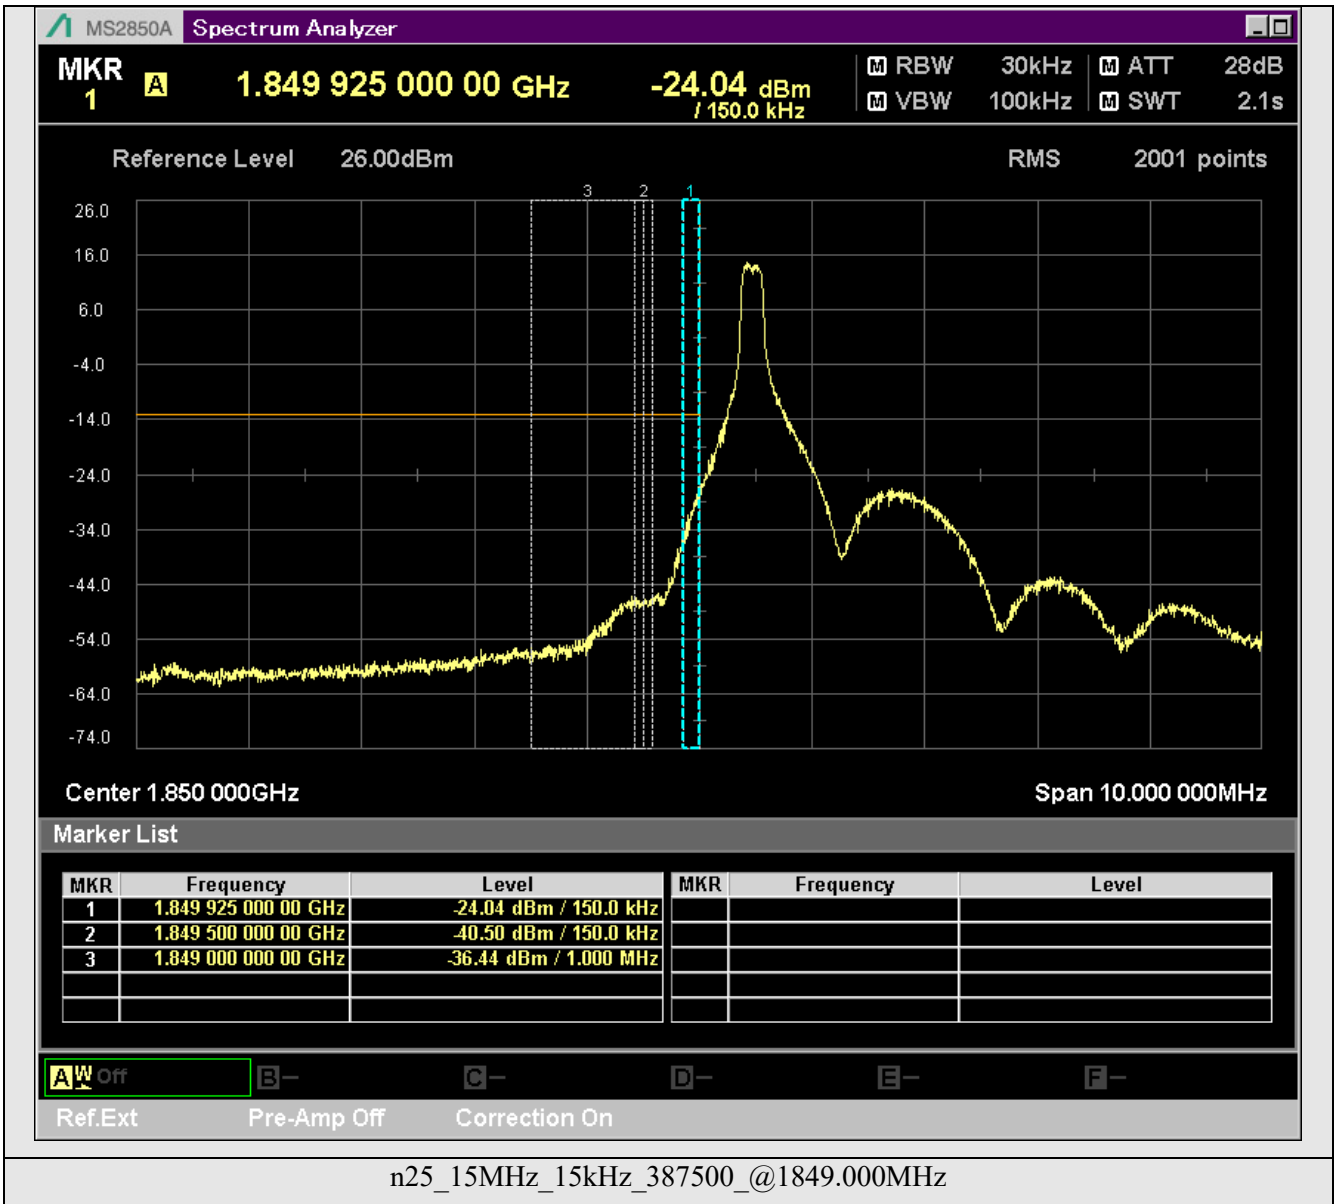 MS2850A Spectrum Analyzer
MKR 1 A 1.849 925 000 00 GHz -24.04 dBm / 150.0 kHz
M RBW 30kHz M ATT 28dB
M VBW 100kHz M SWT 2.1s
Reference Level 26.00dBm RMS 2001 points
3 2 1
26.0
16.0
6.0
-4.0
-14.0
-24.0
-34.0
-44.0
-54.0
-64.0
-74.0
Center 1.850 000GHz Span 10.000 000MHz
Marker List
MKR Frequency Level MKR Frequency Level
1 1.849 925 000 00 GHz -24.04 dBm / 150.0 kHz
2 1.849 500 000 00 GHz -40.50 dBm / 150.0 kHz
3 1.849 000 000 00 GHz -36.44 dBm / 1.000 MHz
A W Off B- C- D- E- F-
Ref.Ext Pre-Amp Off Correction On
n25_15MHz_15kHz_387500_@1849.000MHz